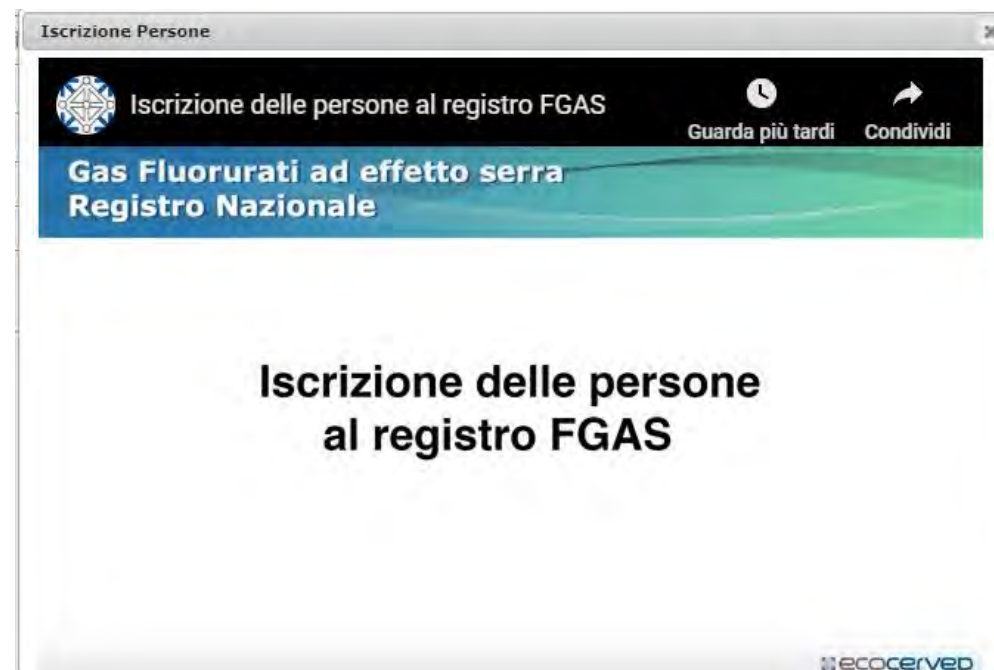 Iscrizione Persone
Iscrizione delle persone al registro FGAS
Guarda più tardi
Condividi
Gas Fluorurati ad effetto serra
Registro Nazionale
Iscrizione delle persone
al registro FGAS
ecocerved